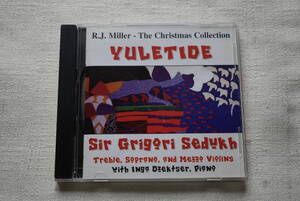 R.J. Miller - The Christmas Collection
YULETIDE
Sir Grigori Sedukh
Treble, Soprano, and Mezzo Violins
With Inga Dzektser, Piano